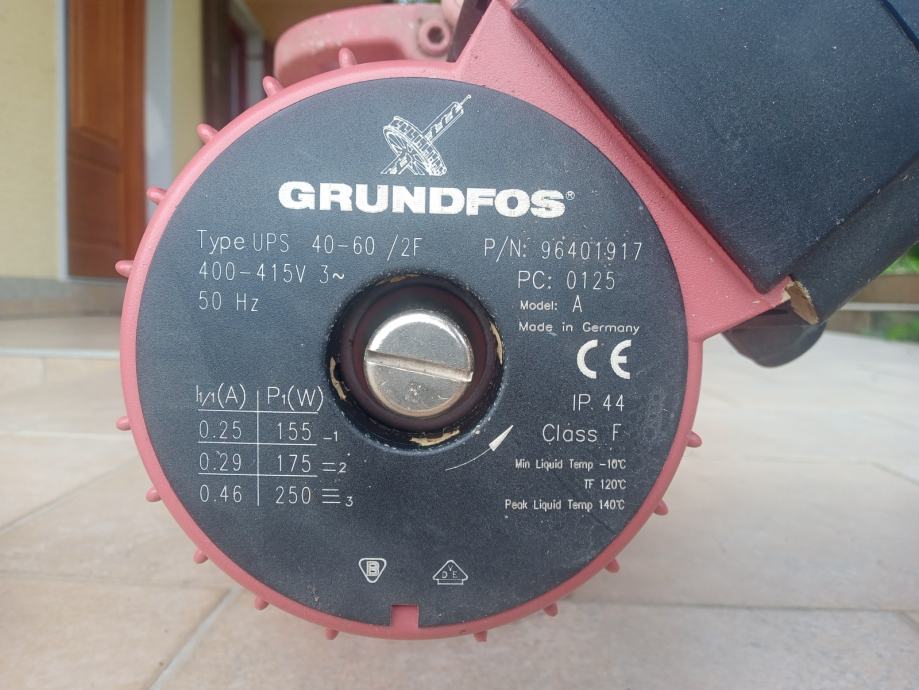 GRUNDFOS®
Type UPS 40-60 /2F
400-415V 3~
50 Hz
P/N: 96401917
PC: 0125
Model: A
Made in Germany
CE
IP 44
Class F
Min Liquid Temp -10°C
TF 120°C
Peak Liquid Temp 140°C
I1/1(A) P1(W)
0.25 155 -1
0.29 175 =2
0.46 250 ≡3
B
VDE